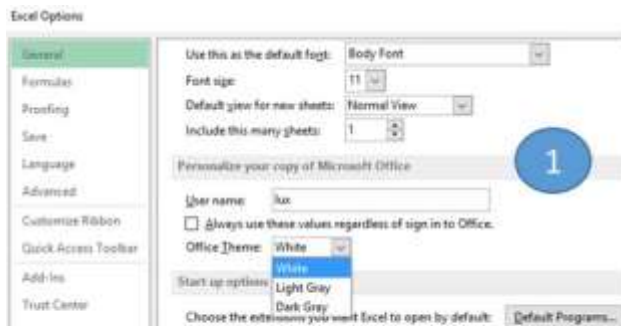 Excel Options
General
Formulas
Proofing
Save
Language
Advanced
Customize Ribbon
Quick Access Toolbar
Add-Ins
Trust Center
Use this as the default font: Body Font
Font size: 11
Default view for new sheets: Normal View
Include this many sheets: 1
Personalize your copy of Microsoft Office
User name: lux
Always use these values regardless of sign in to Office.
Office Theme: White
White
Light Gray
Dark Gray
Start up options
Choose the extensions you want Excel to open by default: Default Programs...
1